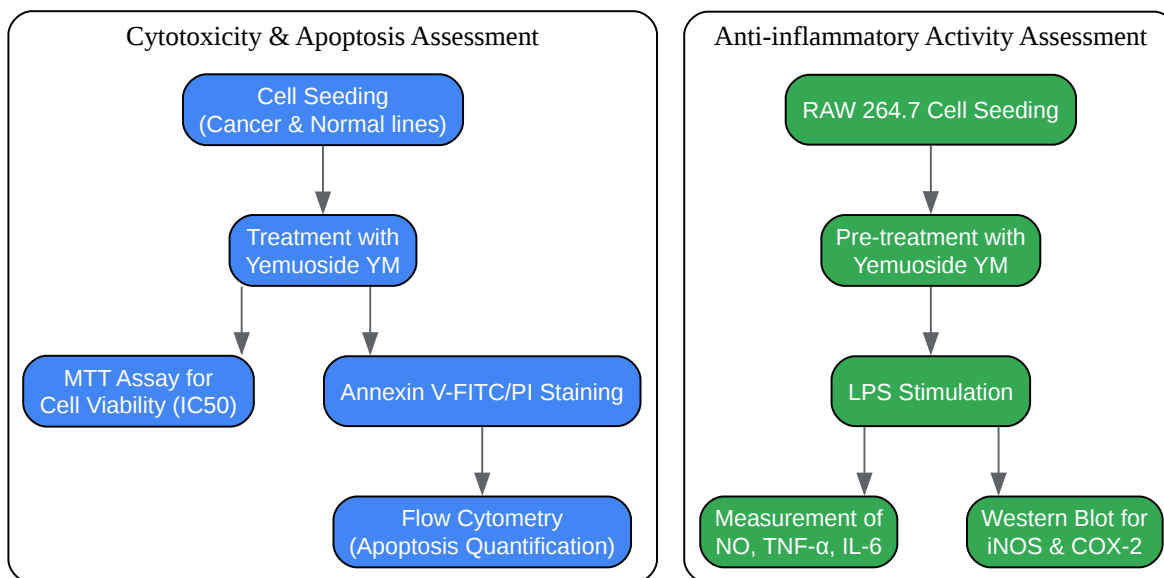 Cytotoxicity & Apoptosis Assessment
Cell Seeding
(Cancer & Normal lines)
Treatment with
Yemuoside YM
MTT Assay for
Cell Viability (IC50)
Annexin V-FITC/PI Staining
Flow Cytometry
(Apoptosis Quantification)
Anti-inflammatory Activity Assessment
RAW 264.7 Cell Seeding
Pre-treatment with
Yemuoside YM
LPS Stimulation
Measurement of
NO, TNF-α, IL-6
Western Blot for
iNOS & COX-2